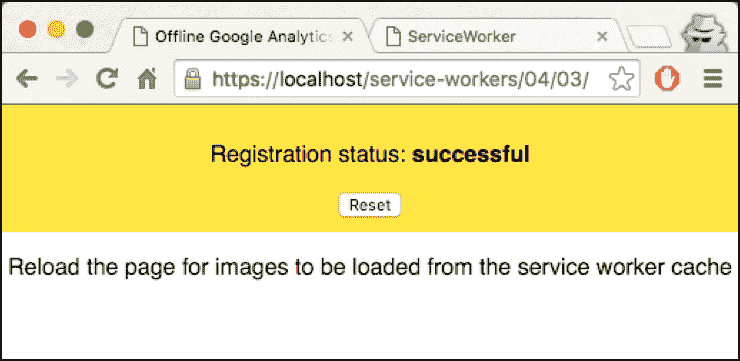 Offline Google Analytics
ServiceWorker
https://localhost/service-workers/04/03/
Registration status: successful
Reset
Reload the page for images to be loaded from the service worker cache